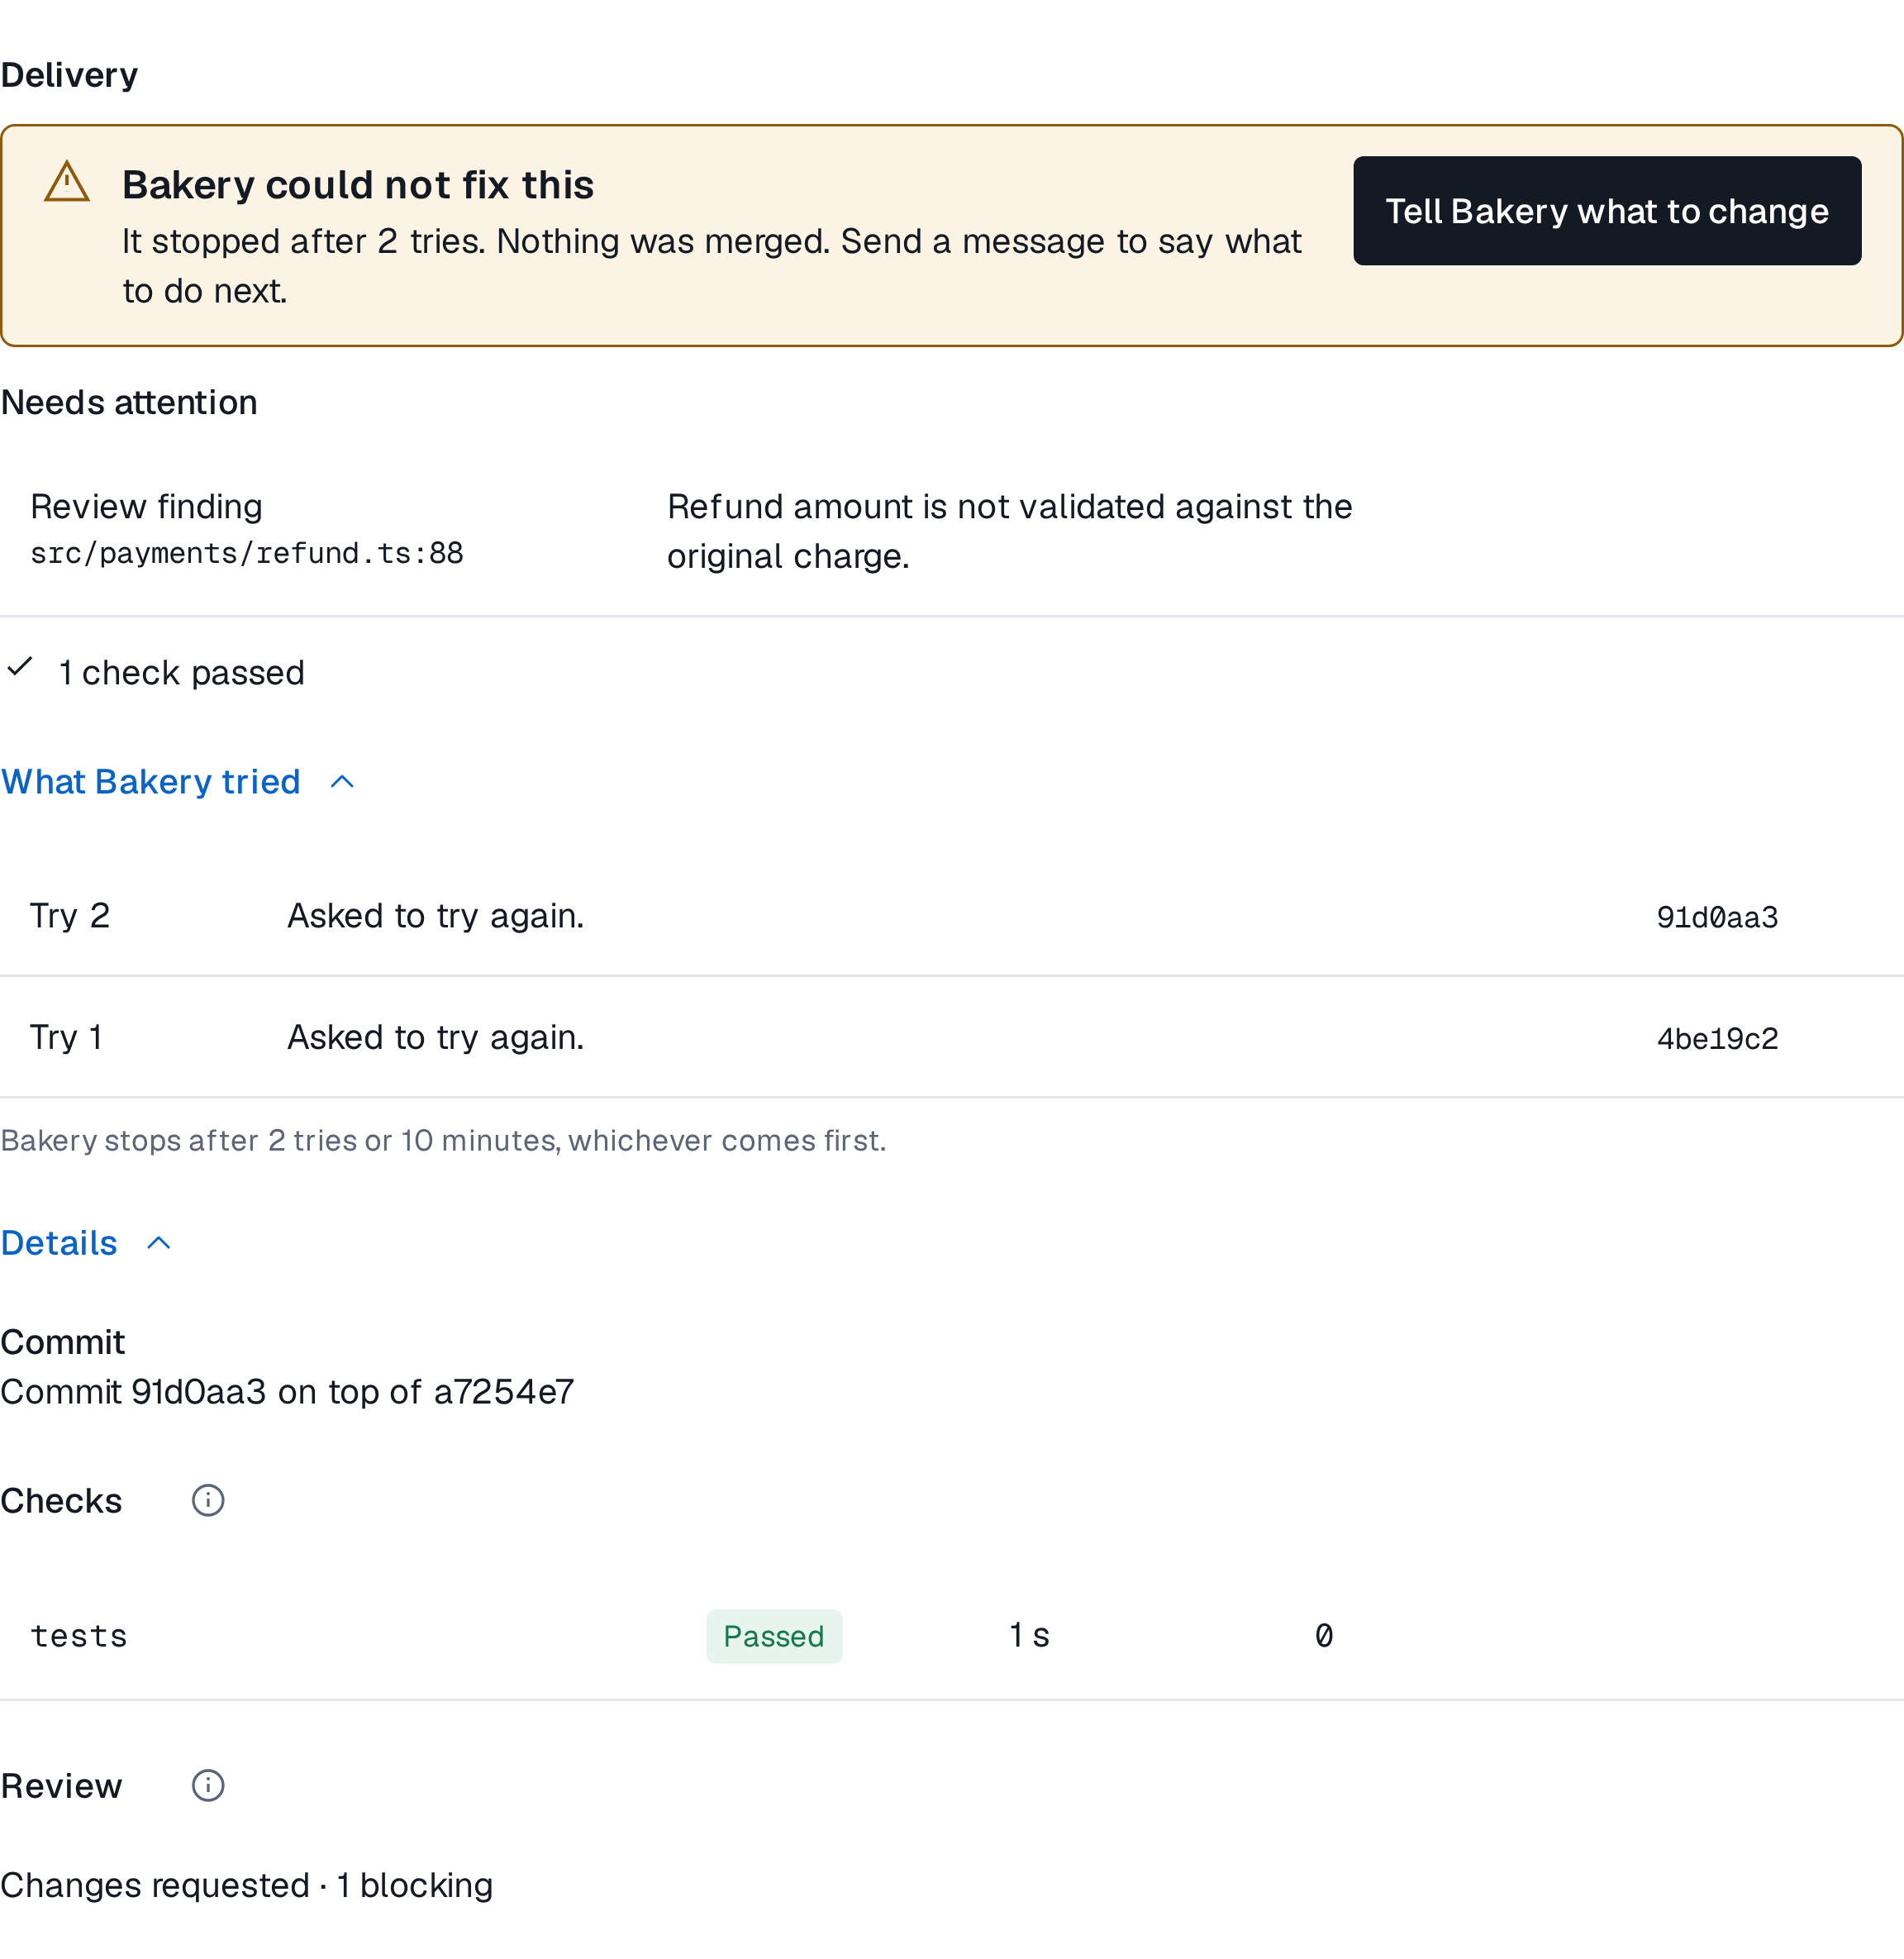 Delivery
Bakery could not fix this
It stopped after 2 tries. Nothing was merged. Send a message to say what
to do next.
Tell Bakery what to change
Needs attention
Review finding
src/payments/refund.ts:88
Refund amount is not validated against the
original charge.
1 check passed
What Bakery tried
Try 2 Asked to try again. 91d0aa3
Try 1 Asked to try again. 4be19c2
Bakery stops after 2 tries or 10 minutes, whichever comes first.
Details
Commit
Commit 91d0aa3 on top of a7254e7
Checks
tests Passed 1 s 0
Review
Changes requested · 1 blocking